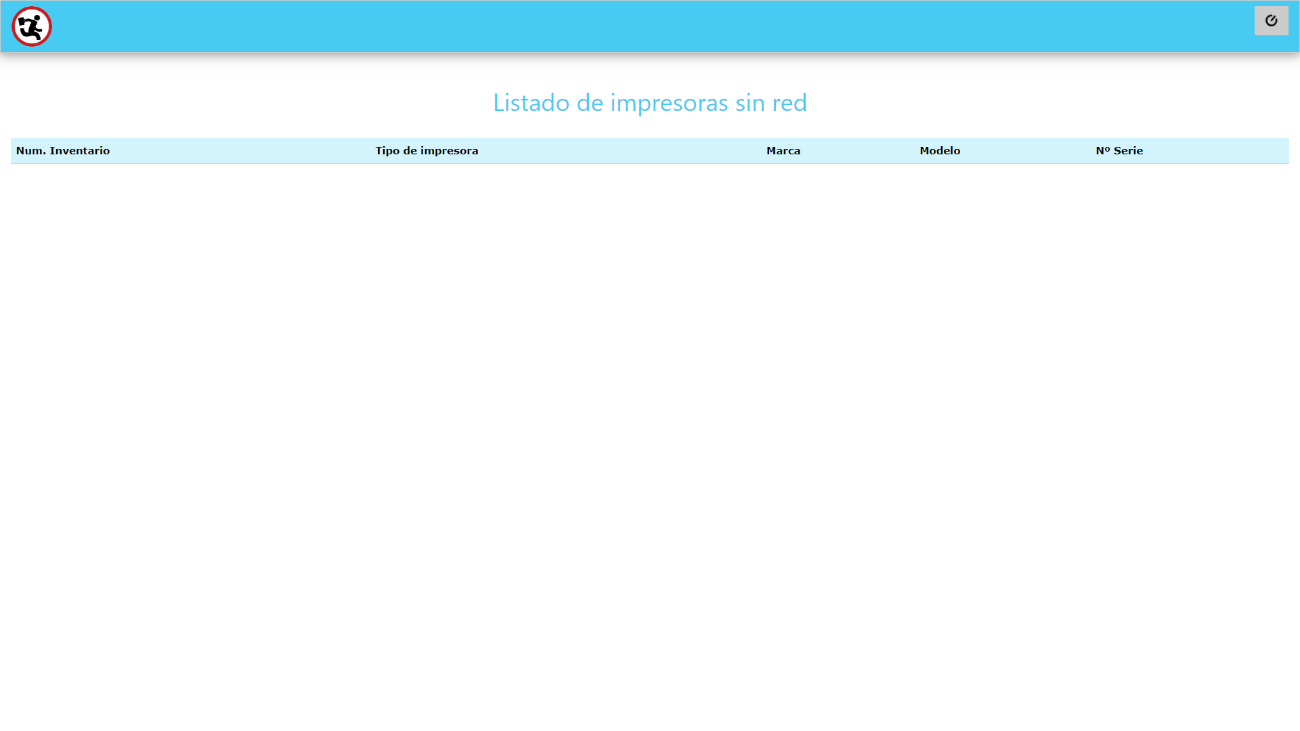 Listado de impresoras sin red
Num. Inventario Tipo de impresora Marca Modelo Nº Serie